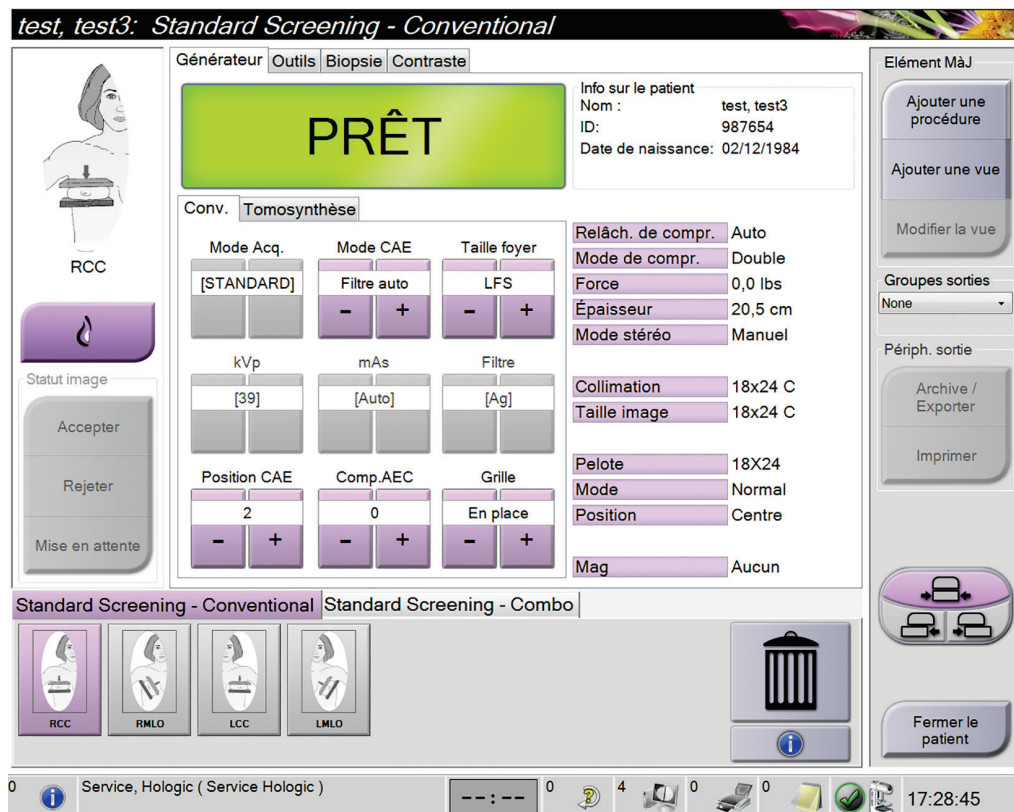 test, test3: Standard Screening - Conventional
RCC
Statut image
Accepter
Rejeter
Mise en attente
Générateur Outils Biopsie Contraste
PRÊT
Info sur le patient
Nom : test, test3
ID: 987654
Date de naissance: 02/12/1984
Conv. Tomosynthèse
Mode Acq. Mode CAE Taille foyer
[STANDARD] Filtre auto LFS
- + - +
kVp mAs Filtre
[39] [Auto] [Ag]
Position CAE Comp.AEC Grille
2 0 En place
- + - + - +
Relâch. de compr. Auto
Mode de compr. Double
Force 0,0 lbs
Épaisseur 20,5 cm
Mode stéréo Manuel
Collimation 18x24 C
Taille image 18x24 C
Pelote 18X24
Mode Normal
Position Centre
Mag Aucun
Elément MàJ
Ajouter une
procédure
Ajouter une vue
Modifier la vue
Groupes sorties
None
Périph. sortie
Archive /
Exporter
Imprimer
Fermer le
patient
Standard Screening - Conventional Standard Screening - Combo
RCC RMLO LCC LMLO
0 Service, Hologic ( Service Hologic ) --:-- 0 4 0 0 17:28:45